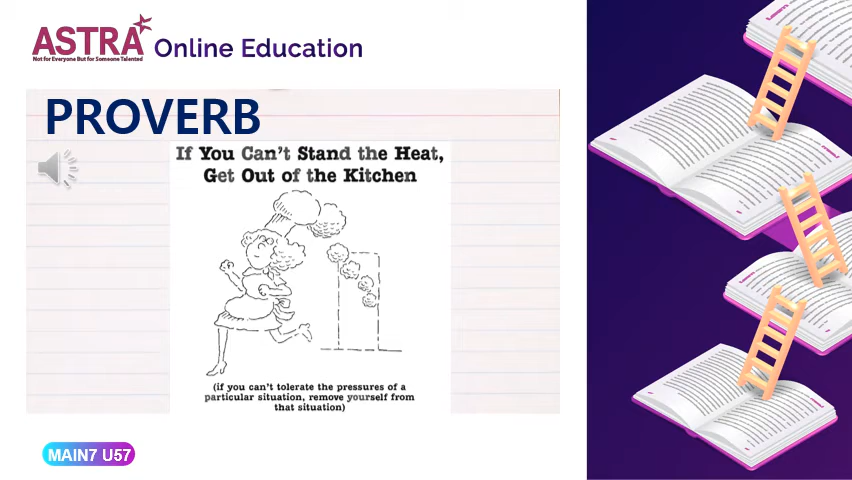 ASTRA
Not for Everyone But for Someone Talented
Online Education
PROVERB
If You Can't Stand the Heat,
Get Out of the Kitchen
(if you can't tolerate the pressures of a
particular situation, remove yourself from
that situation)
MAIN7 U57